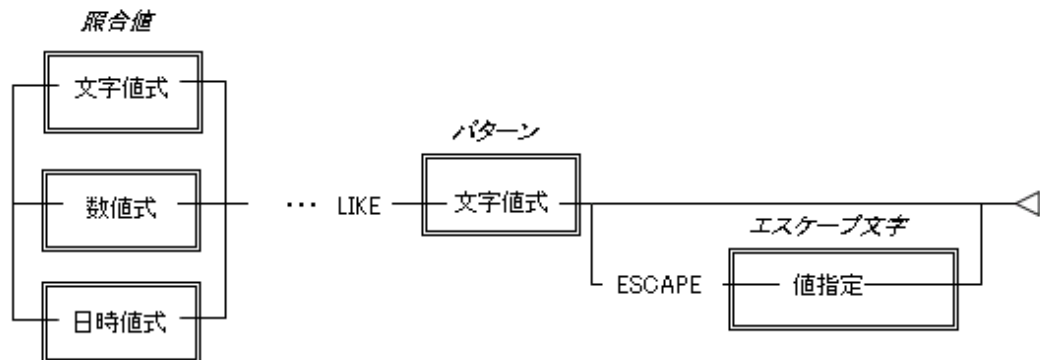 照合値
文字値式
パターン
数値式 … LIKE 文字値式
エスケープ文字
ESCAPE 値指定
日時値式